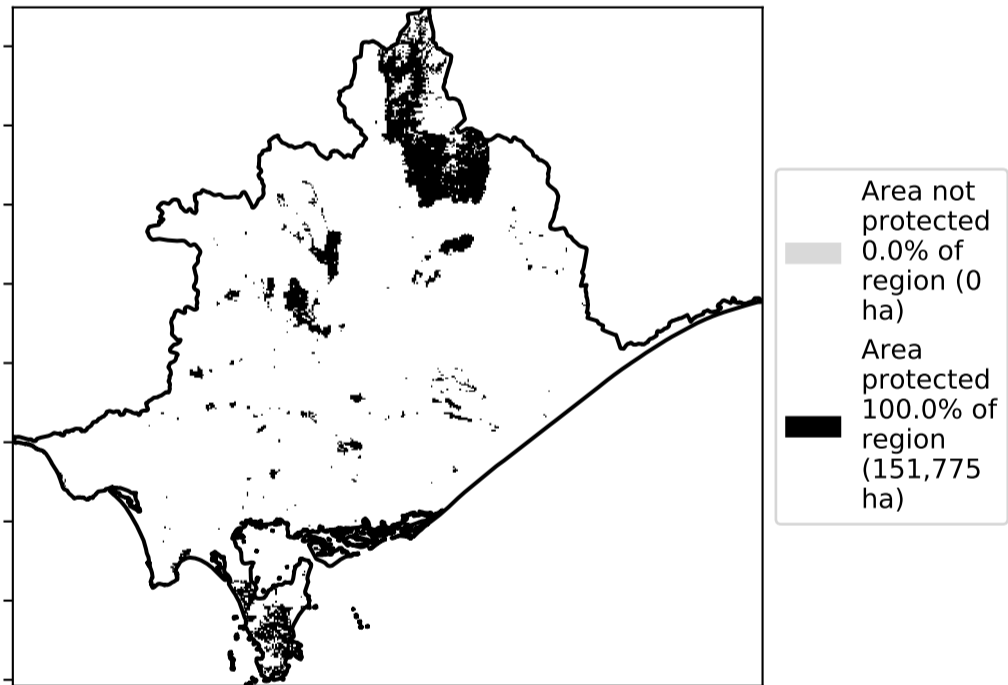 Area not
protected
0.0% of
region (0
ha)
Area
protected
100.0% of
region
(151,775
ha)